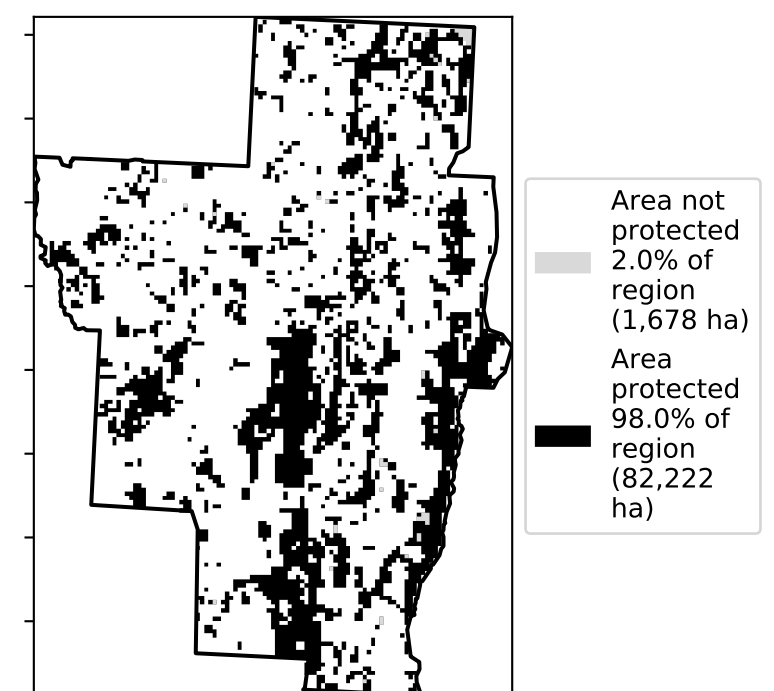 Area not
protected
2.0% of
region
(1,678 ha)
Area
protected
98.0% of
region
(82,222
ha)